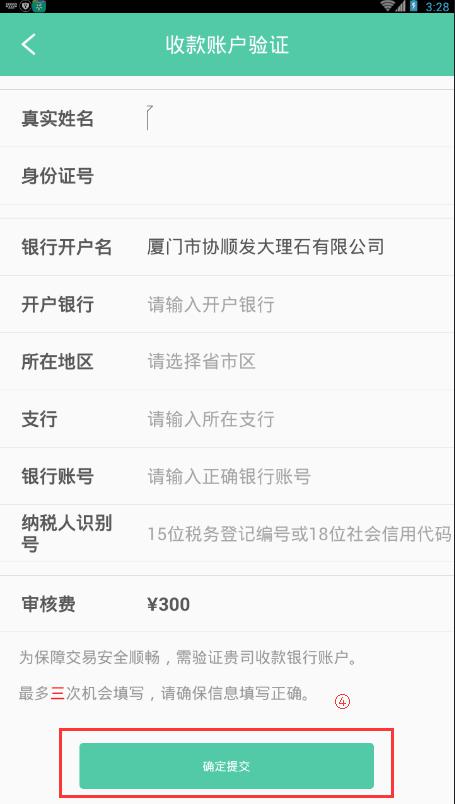 3:28
收款账户验证
真实姓名
身份证号
银行开户名 厦门市协顺发大理石有限公司
开户银行 请输入开户银行
所在地区 请选择省市区
支行 请输入所在支行
银行账号 请输入正确银行账号
纳税人识别
号 15位税务登记编号或18位社会信用代码
审核费 ¥300
为保障交易安全顺畅，需验证贵司收款银行账户。
最多三次机会填写，请确保信息填写正确。 ④
确定提交